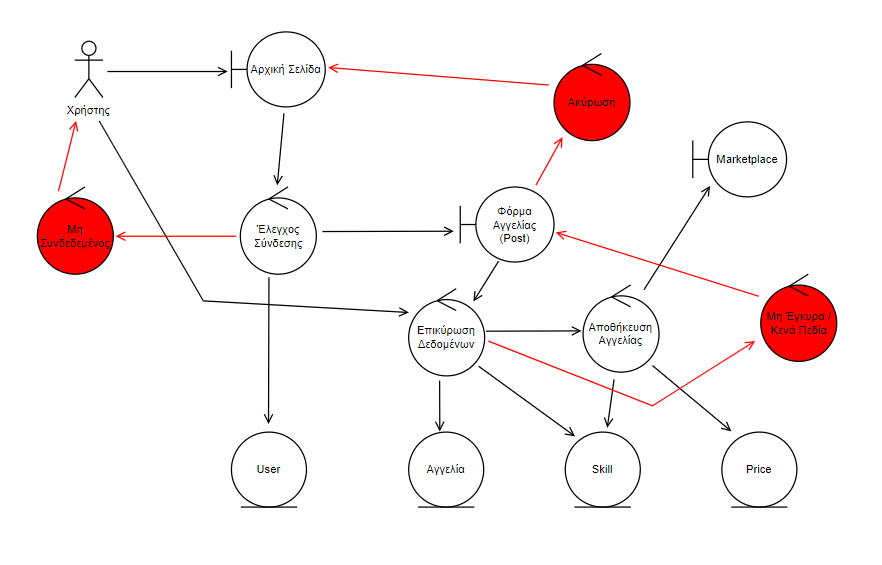 Χρήστης
Αρχική Σελίδα
Ακύρωση
Marketplace
Μη
Συνδεδεμένος
Έλεγχος
Σύνδεσης
Φόρμα
Αγγελίας
(Post)
Επικύρωση
Δεδομένων
Αποθήκευση
Αγγελίας
Μη Έγκυρα /
Κενά Πεδία
User
Αγγελία
Skill
Price